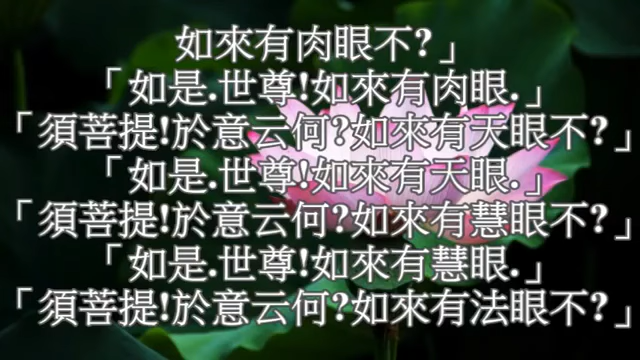 如來有肉眼不?」
「如是.世尊!如來有肉眼.」
「須菩提!於意云何?如來有天眼不?」
「如是.世尊!如來有天眼.」
「須菩提!於意云何?如來有慧眼不?」
「如是.世尊!如來有慧眼.」
「須菩提!於意云何?如來有法眼不?」